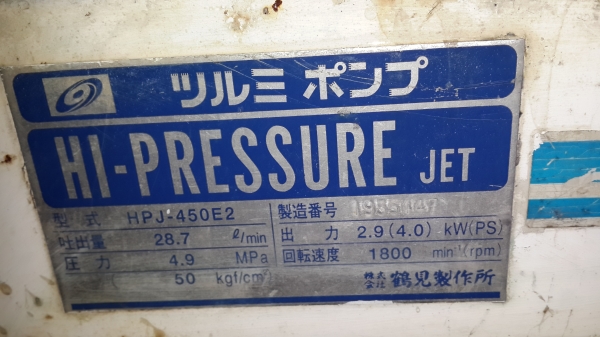 ツルミポンプ
HI-PRESSURE JET
型式 HPJ-450E2 製造番号
吐出量 28.7 ℓ/min 出力 2.9(4.0) kW(PS)
圧力 4.9 MPa 回転速度 1800 min⁻¹(rpm)
( 50 kgf/cm² 株式会社 鶴見製作所